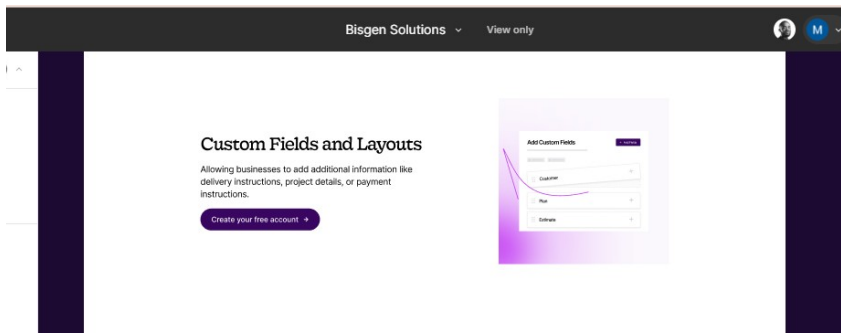 Bisgen Solutions
View only
M
Custom Fields and Layouts
Allowing businesses to add additional information like
delivery instructions, project details, or payment
instructions.
Create your free account →
Add Custom Fields
Customer
Estimate